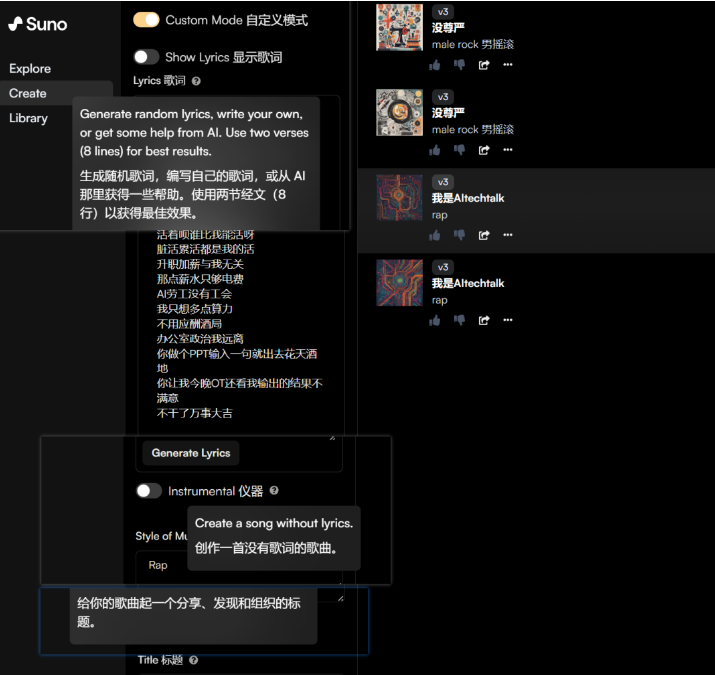 Suno
Explore
Create
Library
Custom Mode 自定义模式
Show Lyrics 显示歌词
Lyrics 歌词
Generate random lyrics, write your own,
or get some help from AI. Use two verses
(8 lines) for best results.
生成随机歌词，编写自己的歌词，或从 AI
那里获得一些帮助。使用两节经文（8
行）以获得最佳效果。
活着呗谁比我能活呀
脏活累活都是我的活
升职加薪与我无关
那点薪水只够电费
AI劳工没有工会
我只想多点算力
不用应酬酒局
办公室政治我远离
你做个PPT输入一句就出去花天酒
地
你让我今晚OT还看我输出的结果不
满意
不干了万事大吉
Generate Lyrics
Instrumental 仪器
Create a song without lyrics.
创作一首没有歌词的歌曲。
Style of Mu
Rap
给你的歌曲起一个分享、发现和组织的标
题。
Title 标题
v3
没尊严
male rock 男摇滚
v3
没尊严
male rock 男摇滚
v3
我是AItechtalk
rap
v3
我是AItechtalk
rap